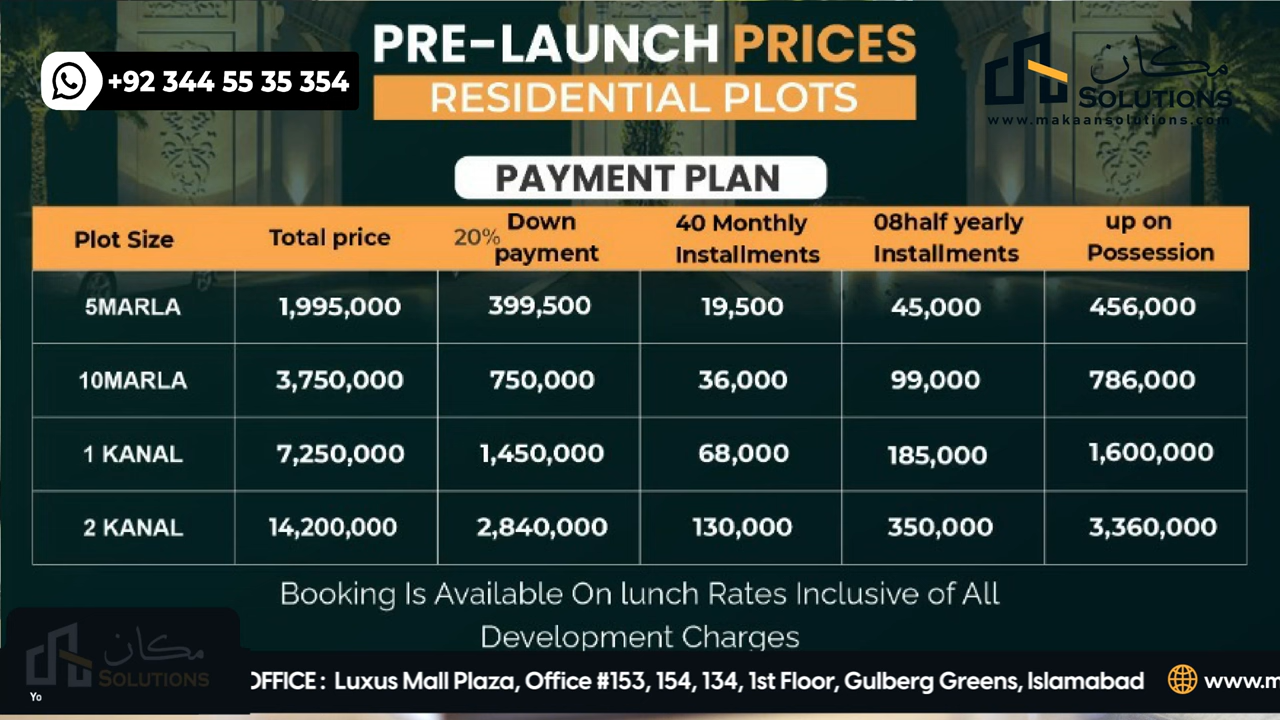 +92 344 55 35 354
PRE-LAUNCH PRICES
RESIDENTIAL PLOTS
مكان
SOLUTIONS
www.makaansolutions.com
PAYMENT PLAN
Plot Size Total price 20% Down payment 40 Monthly Installments 08half yearly Installments up on Possession
5MARLA 1,995,000 399,500 19,500 45,000 456,000
10MARLA 3,750,000 750,000 36,000 99,000 786,000
1 KANAL 7,250,000 1,450,000 68,000 185,000 1,600,000
2 KANAL 14,200,000 2,840,000 130,000 350,000 3,360,000
Booking Is Available On lunch Rates Inclusive of All
Development Charges
مكان
SOLUTIONS
Yo
OFFICE : Luxus Mall Plaza, Office #153, 154, 134, 1st Floor, Gulberg Greens, Islamabad www.m